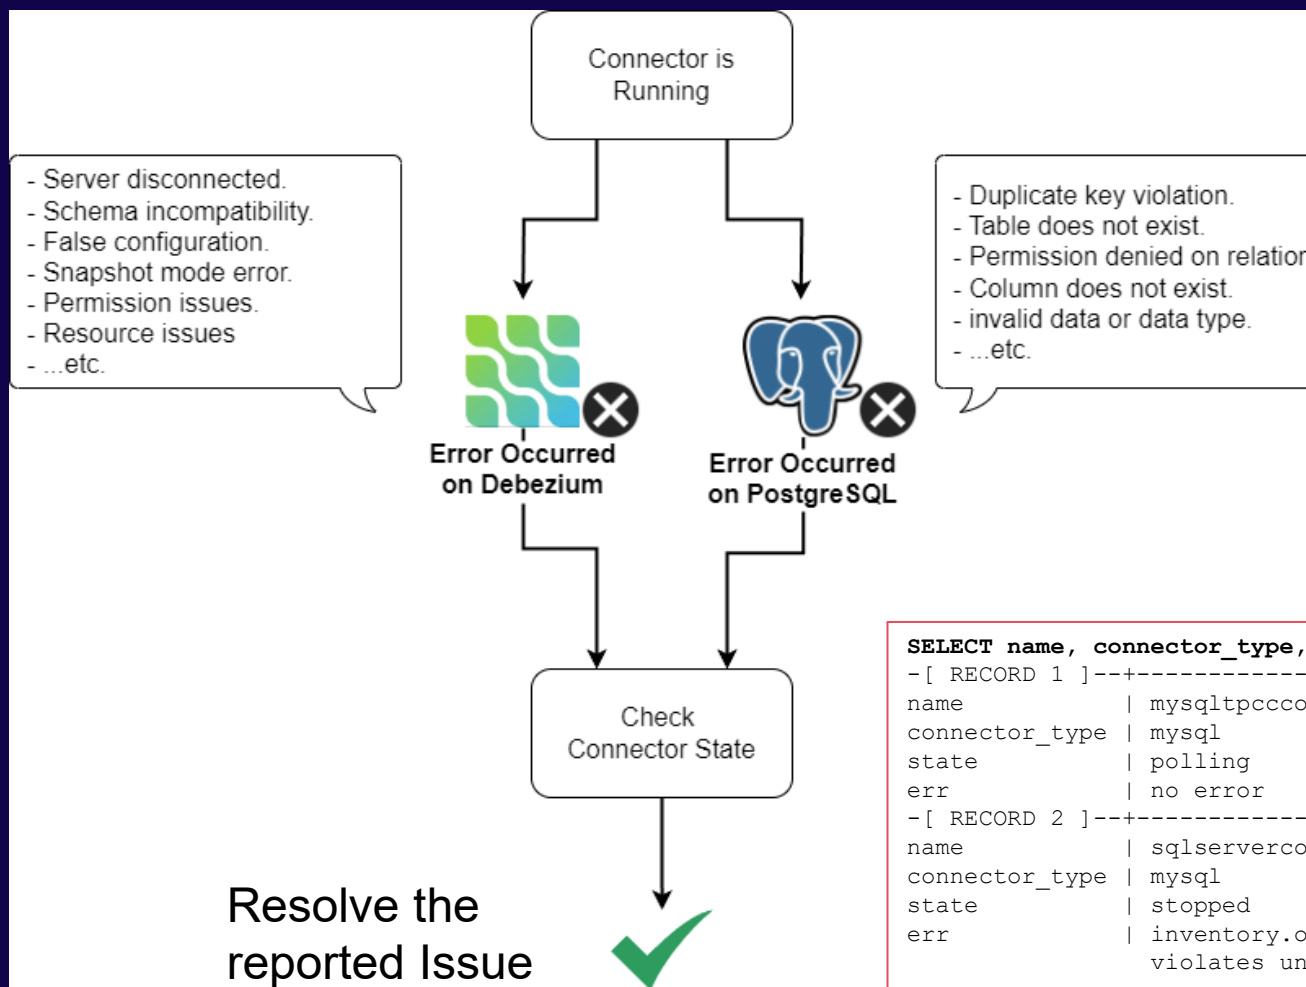 Connector is
Running
- Server disconnected.
- Schema incompatibility.
- False configuration.
- Snapshot mode error.
- Permission issues.
- Resource issues
- ...etc.
- Duplicate key violation.
- Table does not exist.
- Permission denied on relation
- Column does not exist.
- invalid data or data type.
- ...etc.
Error Occurred
on Debezium
Error Occurred
on PostgreSQL
Check
Connector State
Resolve the
reported Issue
SELECT name, connector_type,
-[ RECORD 1 ]--+------------
name | mysqltpccco
connector_type | mysql
state | polling
err | no error
-[ RECORD 2 ]--+------------
name | sqlserverco
connector_type | mysql
state | stopped
err | inventory.o
violates un